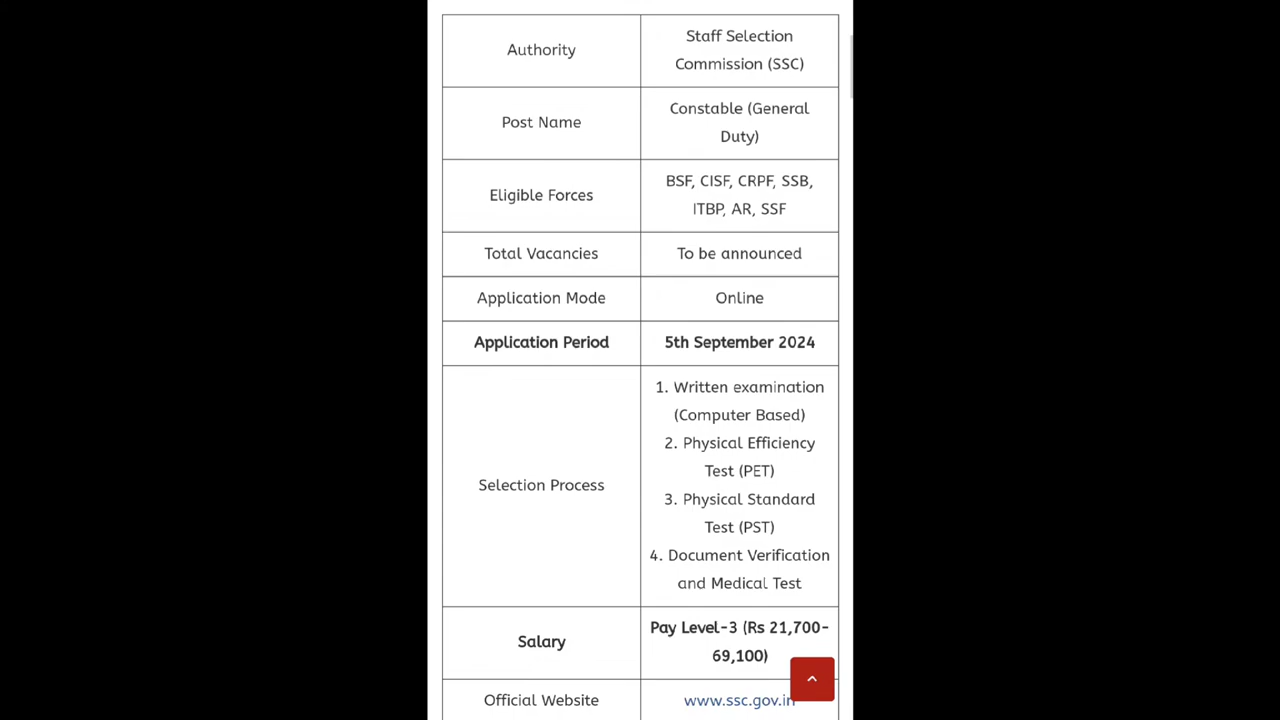 Authority
Staff Selection
Commission (SSC)
Post Name
Constable (General
Duty)
Eligible Forces
BSF, CISF, CRPF, SSB,
ITBP, AR, SSF
Total Vacancies
To be announced
Application Mode
Online
Application Period
5th September 2024
Selection Process
1. Written examination
(Computer Based)
2. Physical Efficiency
Test (PET)
3. Physical Standard
Test (PST)
4. Document Verification
and Medical Test
Salary
Pay Level-3 (Rs 21,700-
69,100)
Official Website
www.ssc.gov.in